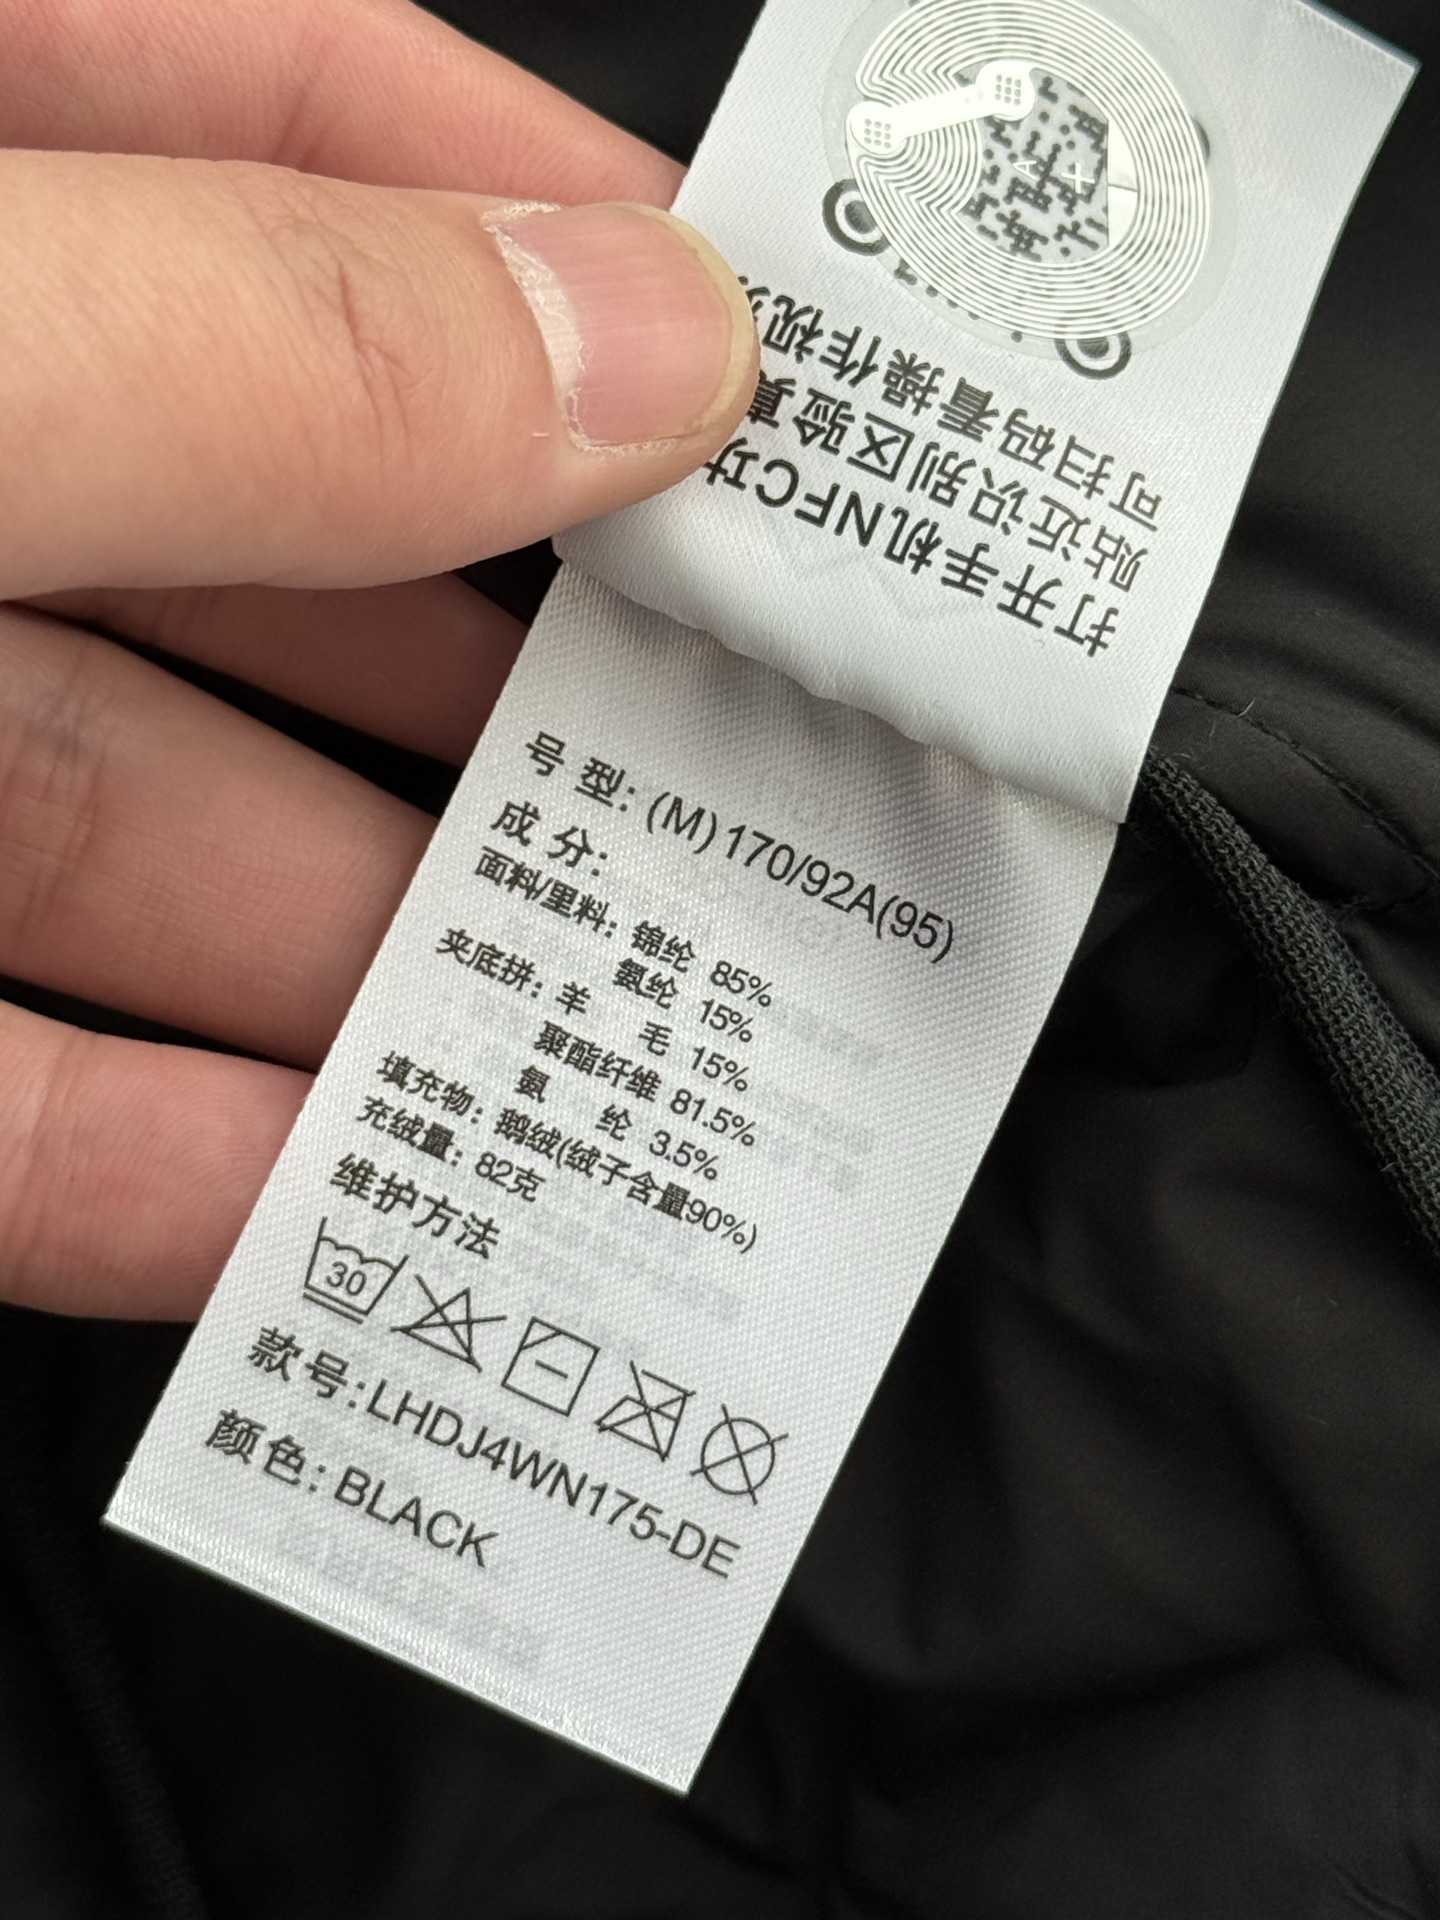 打开手机NFC功
贴近识别区验真
可扫码看操作视
号 型: (M) 170/92A(95)
成 分:
面料/里料: 锦纶 85%
氨纶 15%
夹底拼: 羊 毛 15%
聚酯纤维 81.5%
氨 纶 3.5%
填充物: 鹅绒(绒子含量90%)
充绒量: 82克
维护方法
30
款号: LHDJ4WN175-DE
颜色: BLACK